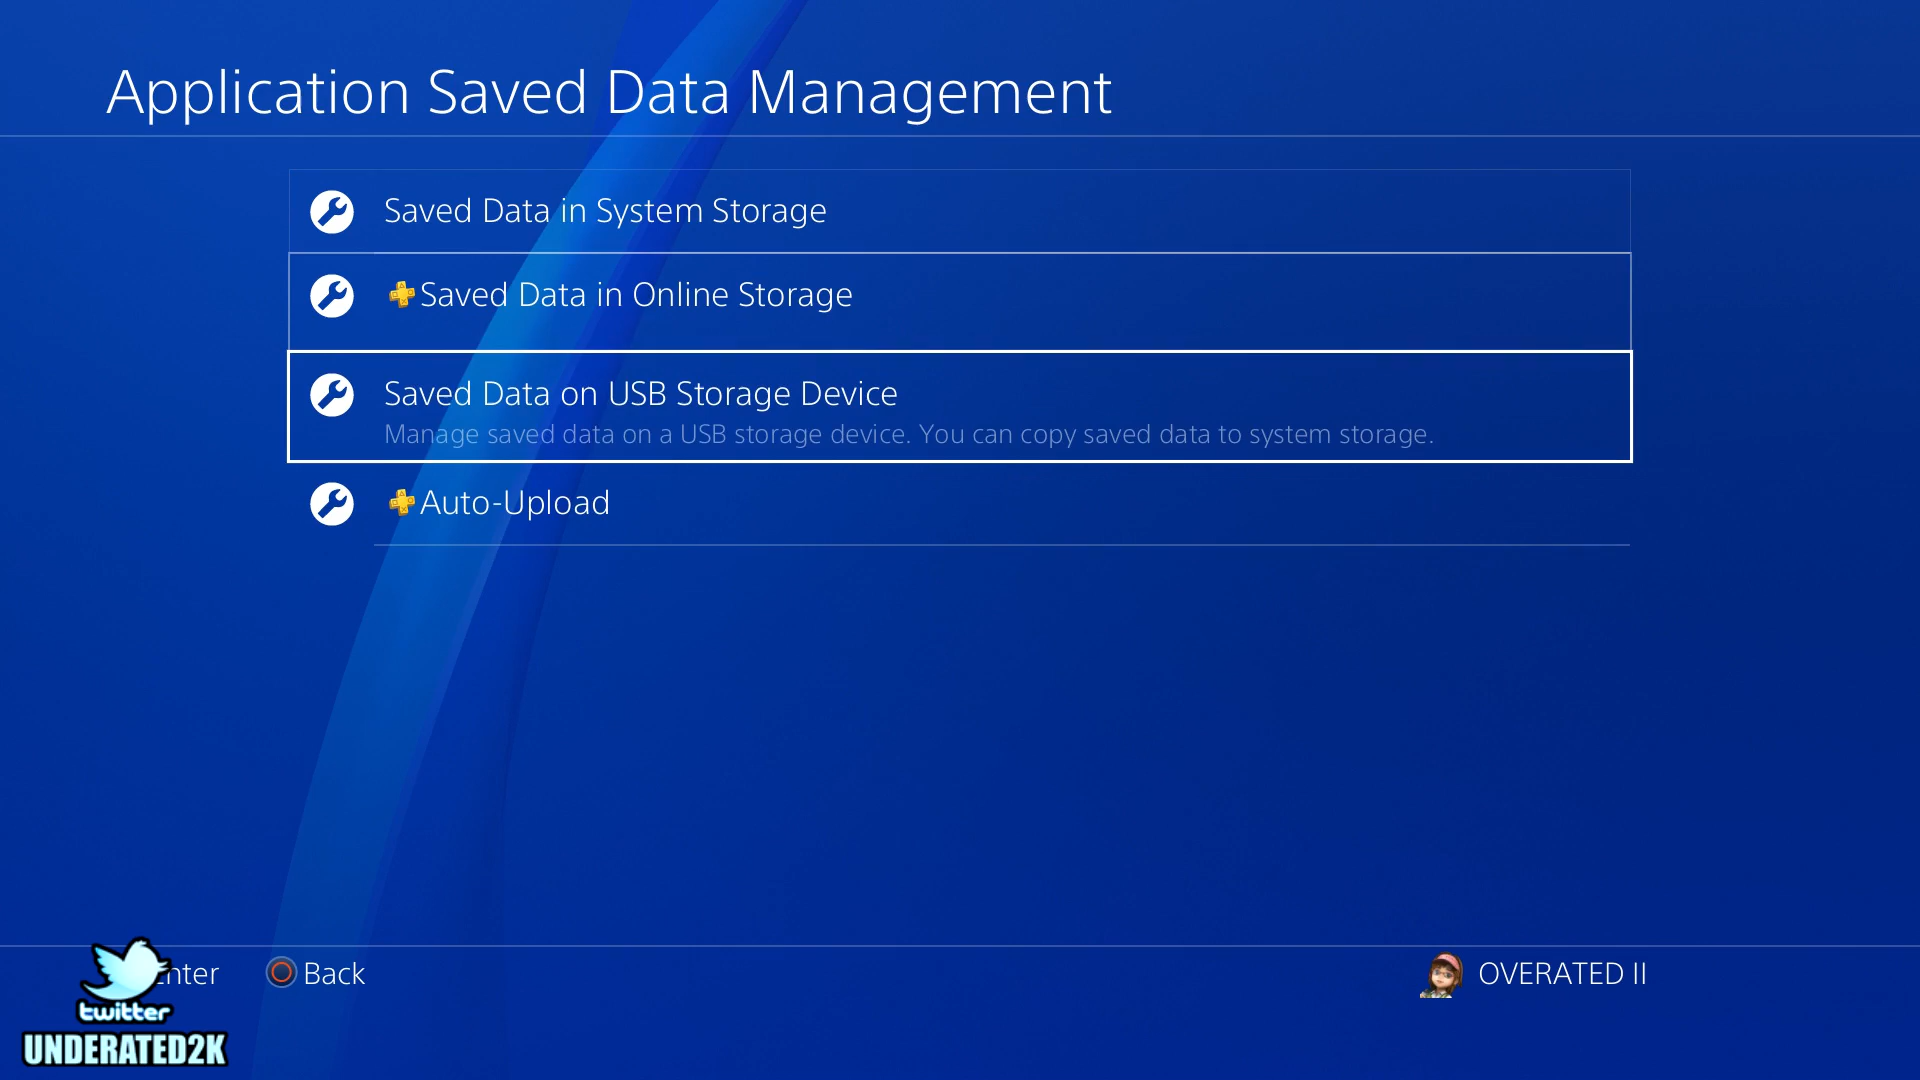 Application Saved Data Management
Saved Data in System Storage
Saved Data in Online Storage
Saved Data on USB Storage Device
Manage saved data on a USB storage device. You can copy saved data to system storage.
Auto-Upload
Enter
Back
OVERATED II
twitter
UNDERATED2K